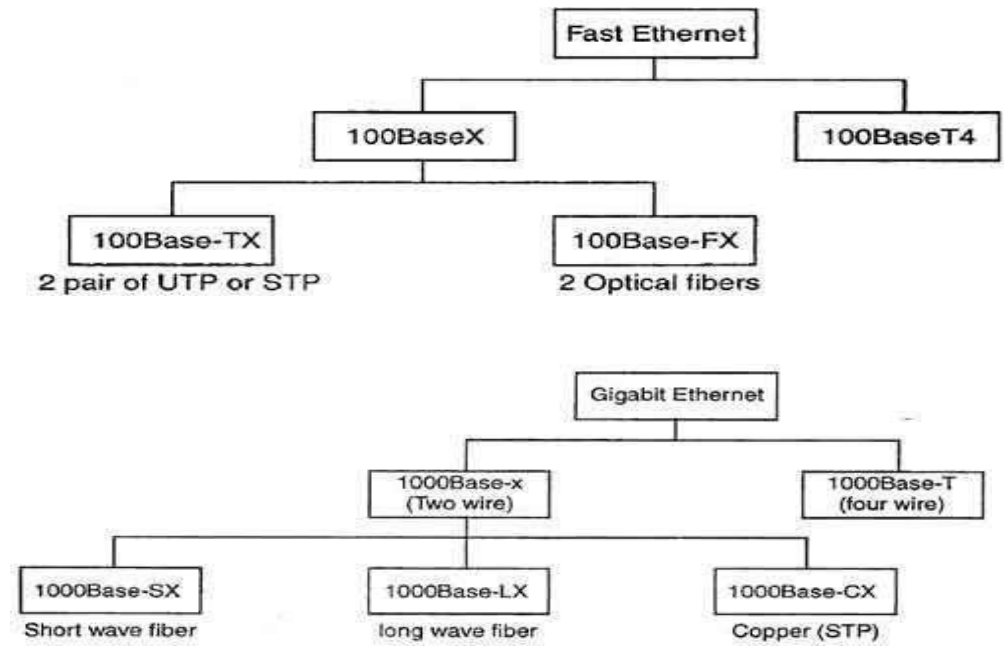 Fast Ethernet
100BaseX
100BaseT4
100Base-TX
100Base-FX
2 pair of UTP or STP
2 Optical fibers
Gigabit Ethernet
1000Base-x
(Two wire)
1000Base-T
(four wire)
1000Base-SX
1000Base-LX
1000Base-CX
Short wave fiber
long wave fiber
Copper (STP)